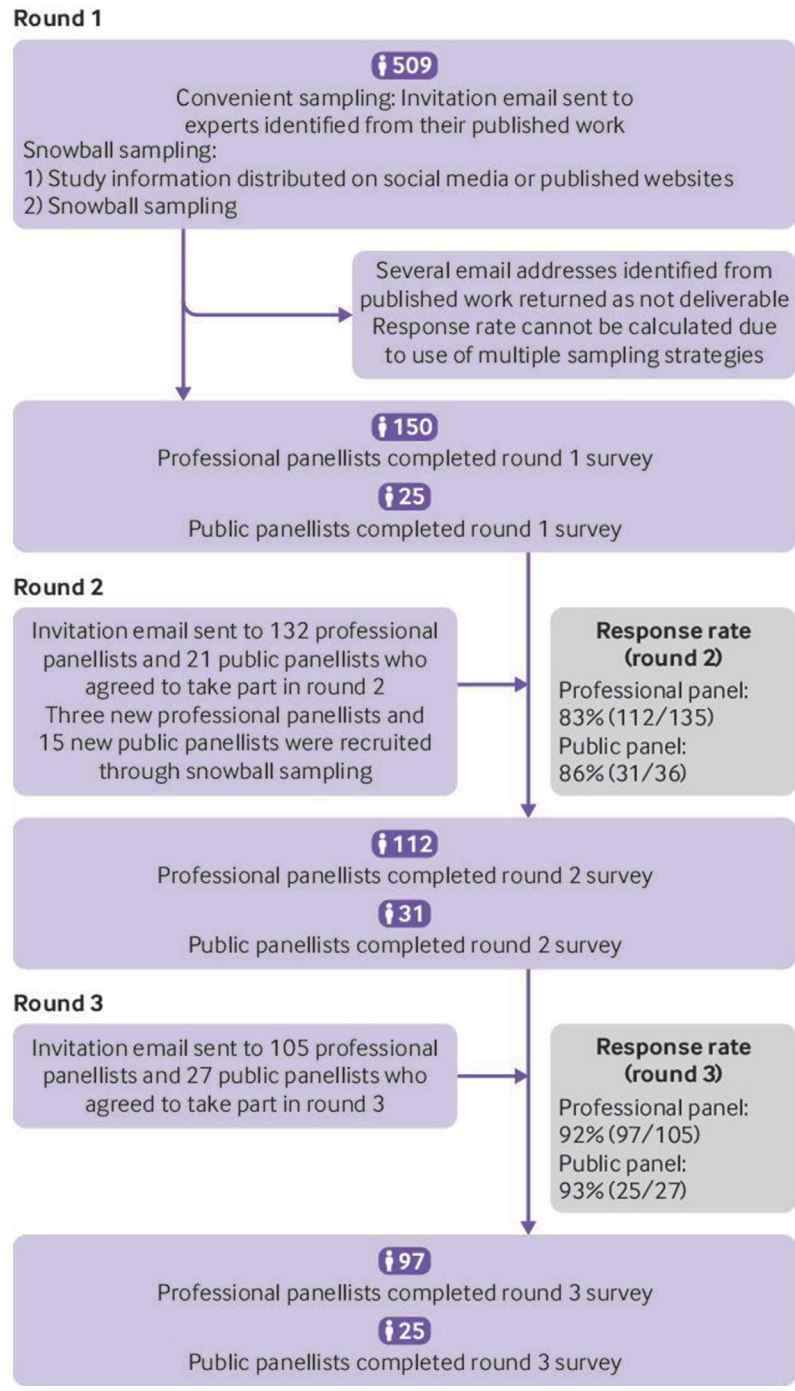 Round 1
509
Convenient sampling: Invitation email sent to
experts identified from their published work
Snowball sampling:
1) Study information distributed on social media or published websites
2) Snowball sampling
Several email addresses identified from
published work returned as not deliverable
Response rate cannot be calculated due
to use of multiple sampling strategies
150
Professional panellists completed round 1 survey
25
Public panellists completed round 1 survey
Round 2
Invitation email sent to 132 professional
panellists and 21 public panellists who
agreed to take part in round 2
Three new professional panellists and
15 new public panellists were recruited
through snowball sampling
Response rate
(round 2)
Professional panel:
83% (112/135)
Public panel:
86% (31/36)
112
Professional panellists completed round 2 survey
31
Public panellists completed round 2 survey
Round 3
Invitation email sent to 105 professional
panellists and 27 public panellists who
agreed to take part in round 3
Response rate
(round 3)
Professional panel:
92% (97/105)
Public panel:
93% (25/27)
97
Professional panellists completed round 3 survey
25
Public panellists completed round 3 survey